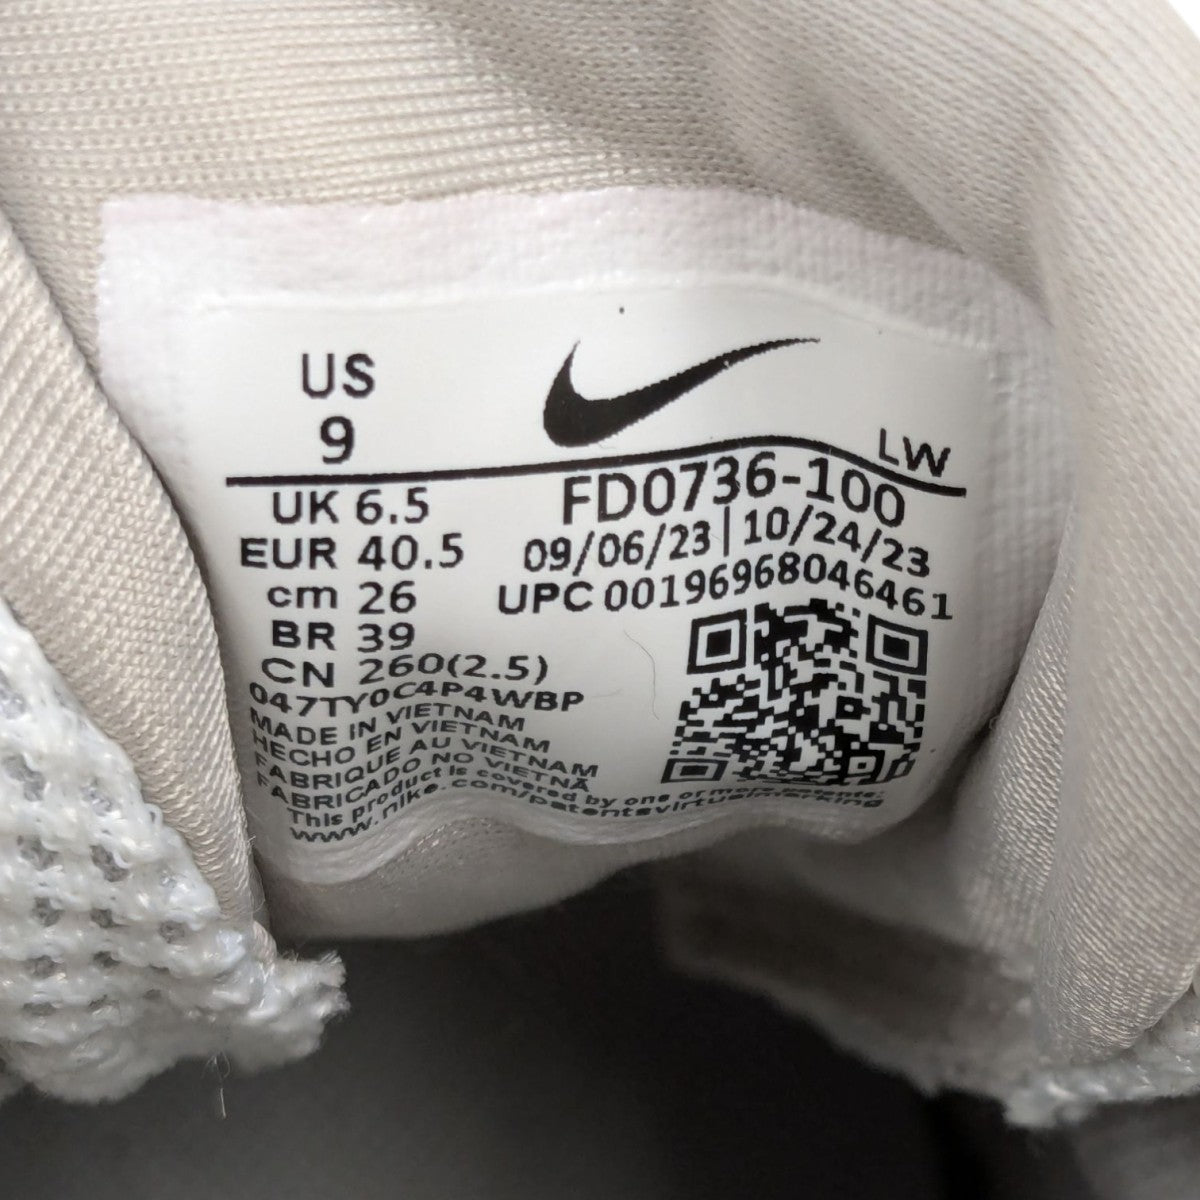 US
9
LW
UK 6.5
EUR 40.5
cm 26
BR 39
CN 260(2.5)
FD0736-100
09/06/23|10/24/23
UPC 00196968046461
047TY0C4P4WBP
MADE IN VIETNAM
HECHO EN VIETNAM
FABRIQUE AU VIETNAM
FABRICADO NO VIETNÃ
This product is covered by one or more patents:
www.nike.com/patentsvirtualmarking